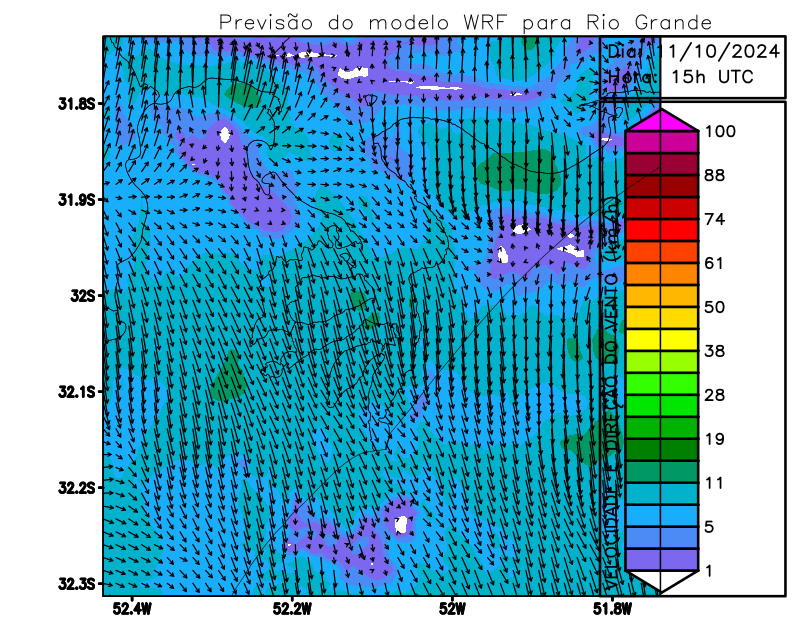 Previsão do modelo WRF para Rio Grande
Dia: 11/10/2024
Hora: 15h UTC
31.8S
31.9S
32S
32.1S
32.2S
32.3S
52.4W
52.2W
52W
51.8W
VELOCIDADE E DIREÇÃO DO VENTO (km/h)
100
88
74
61
50
38
28
19
11
5
1